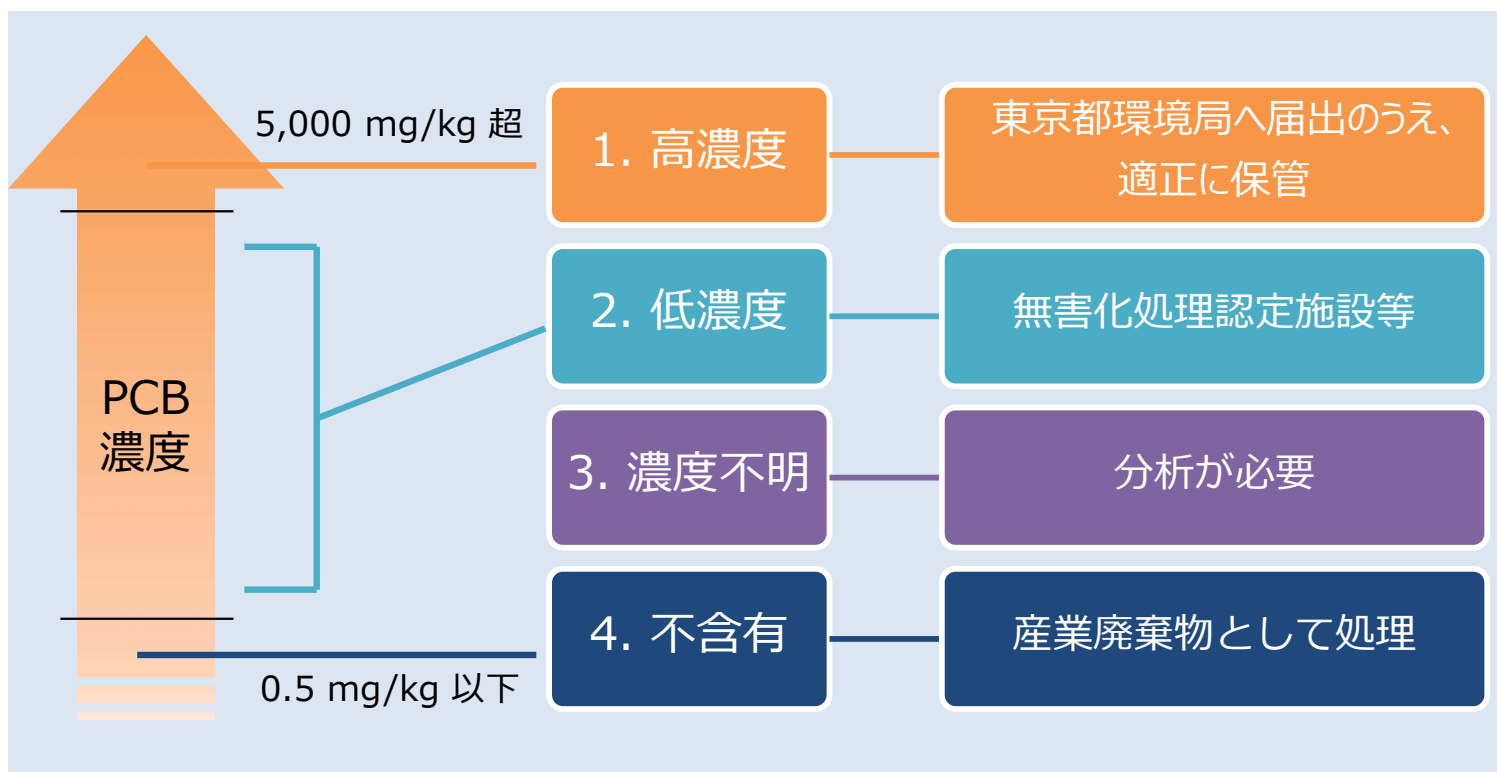 5,000 mg/kg 超
1. 高濃度
東京都環境局へ届出のうえ、
適正に保管
2. 低濃度
無害化処理認定施設等
PCB
濃度
3. 濃度不明
分析が必要
4. 不含有
産業廃棄物として処理
0.5 mg/kg 以下